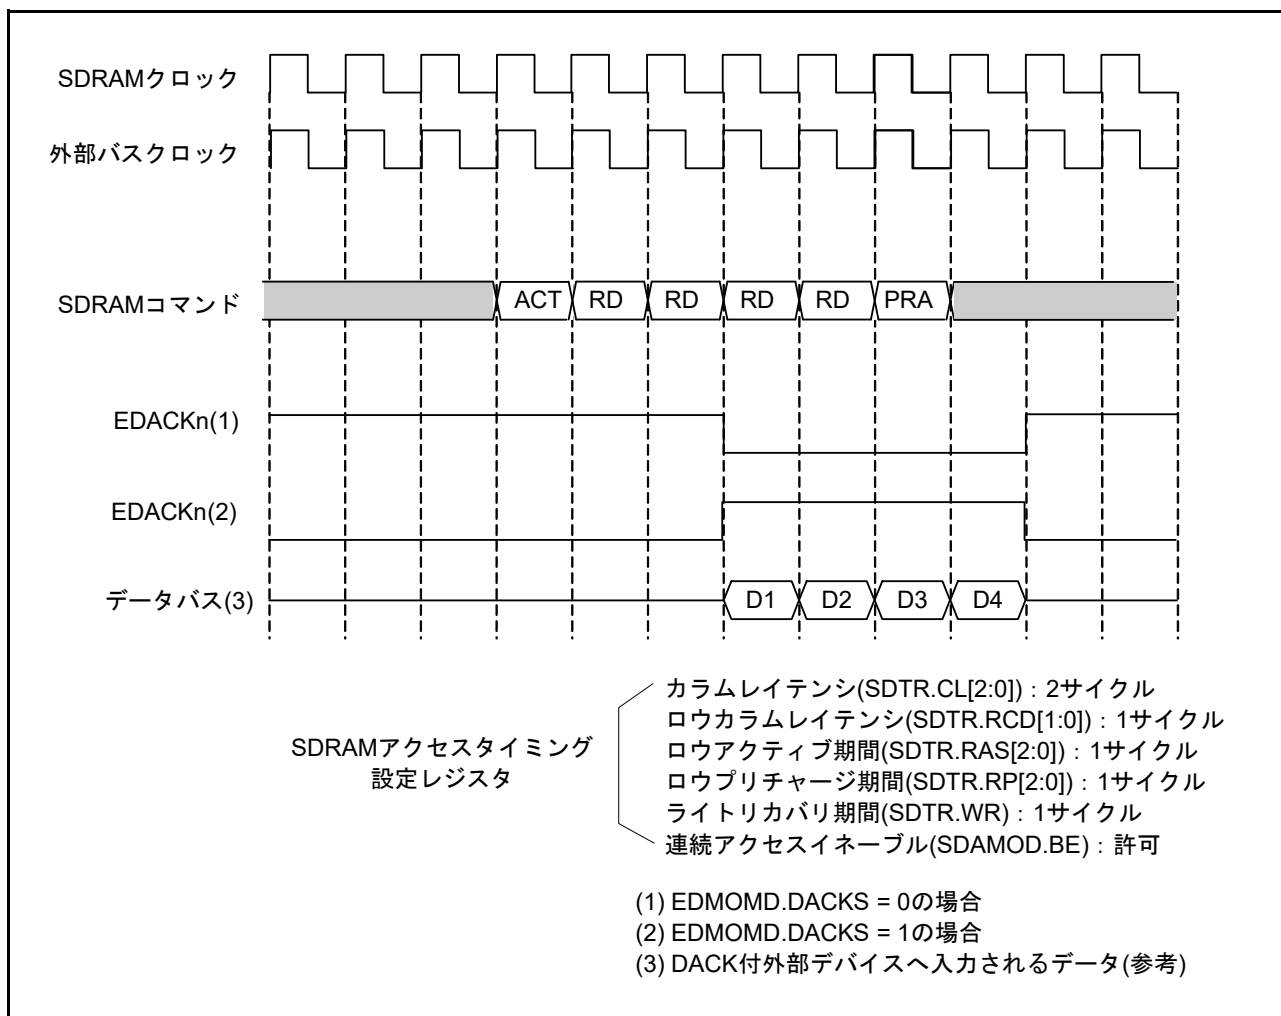 SDRAMクロック
外部バスクロック
SDRAMコマンド
ACT
RD
RD
RD
RD
PRA
EDACKn(1)
EDACKn(2)
データバス(3)
D1
D2
D3
D4
SDRAMアクセスタイミング
設定レジスタ
カラムレイテンシ(SDTR.CL[2:0])：2サイクル
ロウカラムレイテンシ(SDTR.RCD[1:0])：1サイクル
ロウアクティブ期間(SDTR.RAS[2:0])：1サイクル
ロウプリチャージ期間(SDTR.RP[2:0])：1サイクル
ライトリカバリ期間(SDTR.WR)：1サイクル
連続アクセスイネーブル(SDAMOD.BE)：許可
(1) EDMOMD.DACKS = 0の場合
(2) EDMOMD.DACKS = 1の場合
(3) DACK付外部デバイスへ入力されるデータ(参考)